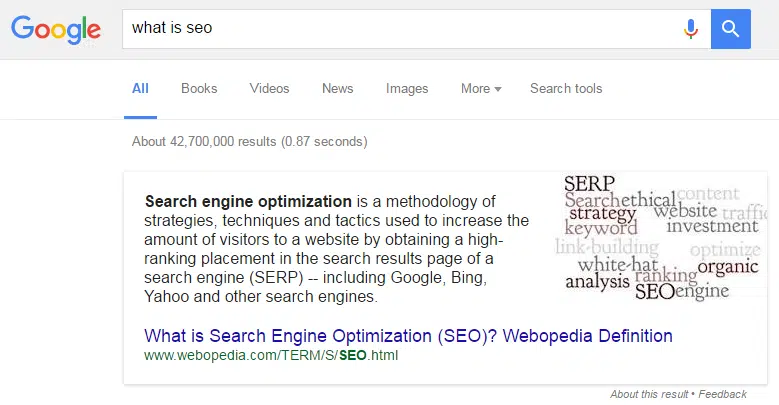 Google
what is seo
All Books Videos News Images More Search tools
About 42,700,000 results (0.87 seconds)
Search engine optimization is a methodology of
strategies, techniques and tactics used to increase the
amount of visitors to a website by obtaining a high-
ranking placement in the search results page of a
search engine (SERP) -- including Google, Bing,
Yahoo and other search engines.
SERP
Searchethical content
strategy website traffic
keyword investment
link-building optimize
white-hat organic
analysis ranking
SEOengine
What is Search Engine Optimization (SEO)? Webopedia Definition
www.webopedia.com/TERM/S/SEO.html
About this result • Feedback